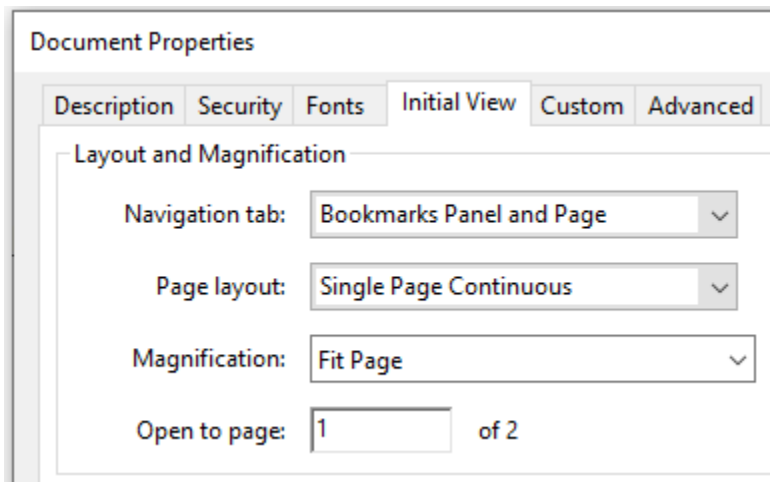 Document Properties
Description Security Fonts Initial View Custom Advanced
Layout and Magnification
Navigation tab: Bookmarks Panel and Page
Page layout: Single Page Continuous
Magnification: Fit Page
Open to page: 1 of 2